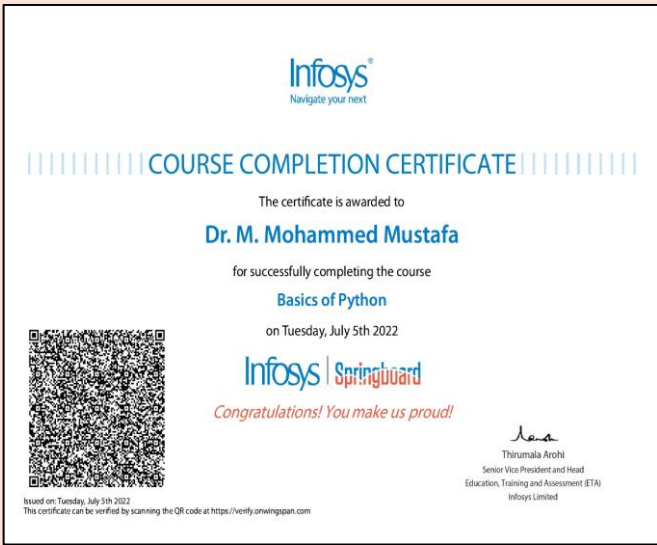 Infosys®
Navigate your next
COURSE COMPLETION CERTIFICATE
The certificate is awarded to
Dr. M. Mohammed Mustafa
for successfully completing the course
Basics of Python
on Tuesday, July 5th 2022
Infosys | Springboard
Congratulations! You make us proud!
Thirumala Arohi
Senior Vice President and Head
Education, Training and Assessment (ETA)
Infosys Limited
Issued on: Tuesday, July 5th 2022
This certificate can be verified by scanning the QR code at https://verify.onwingspan.com